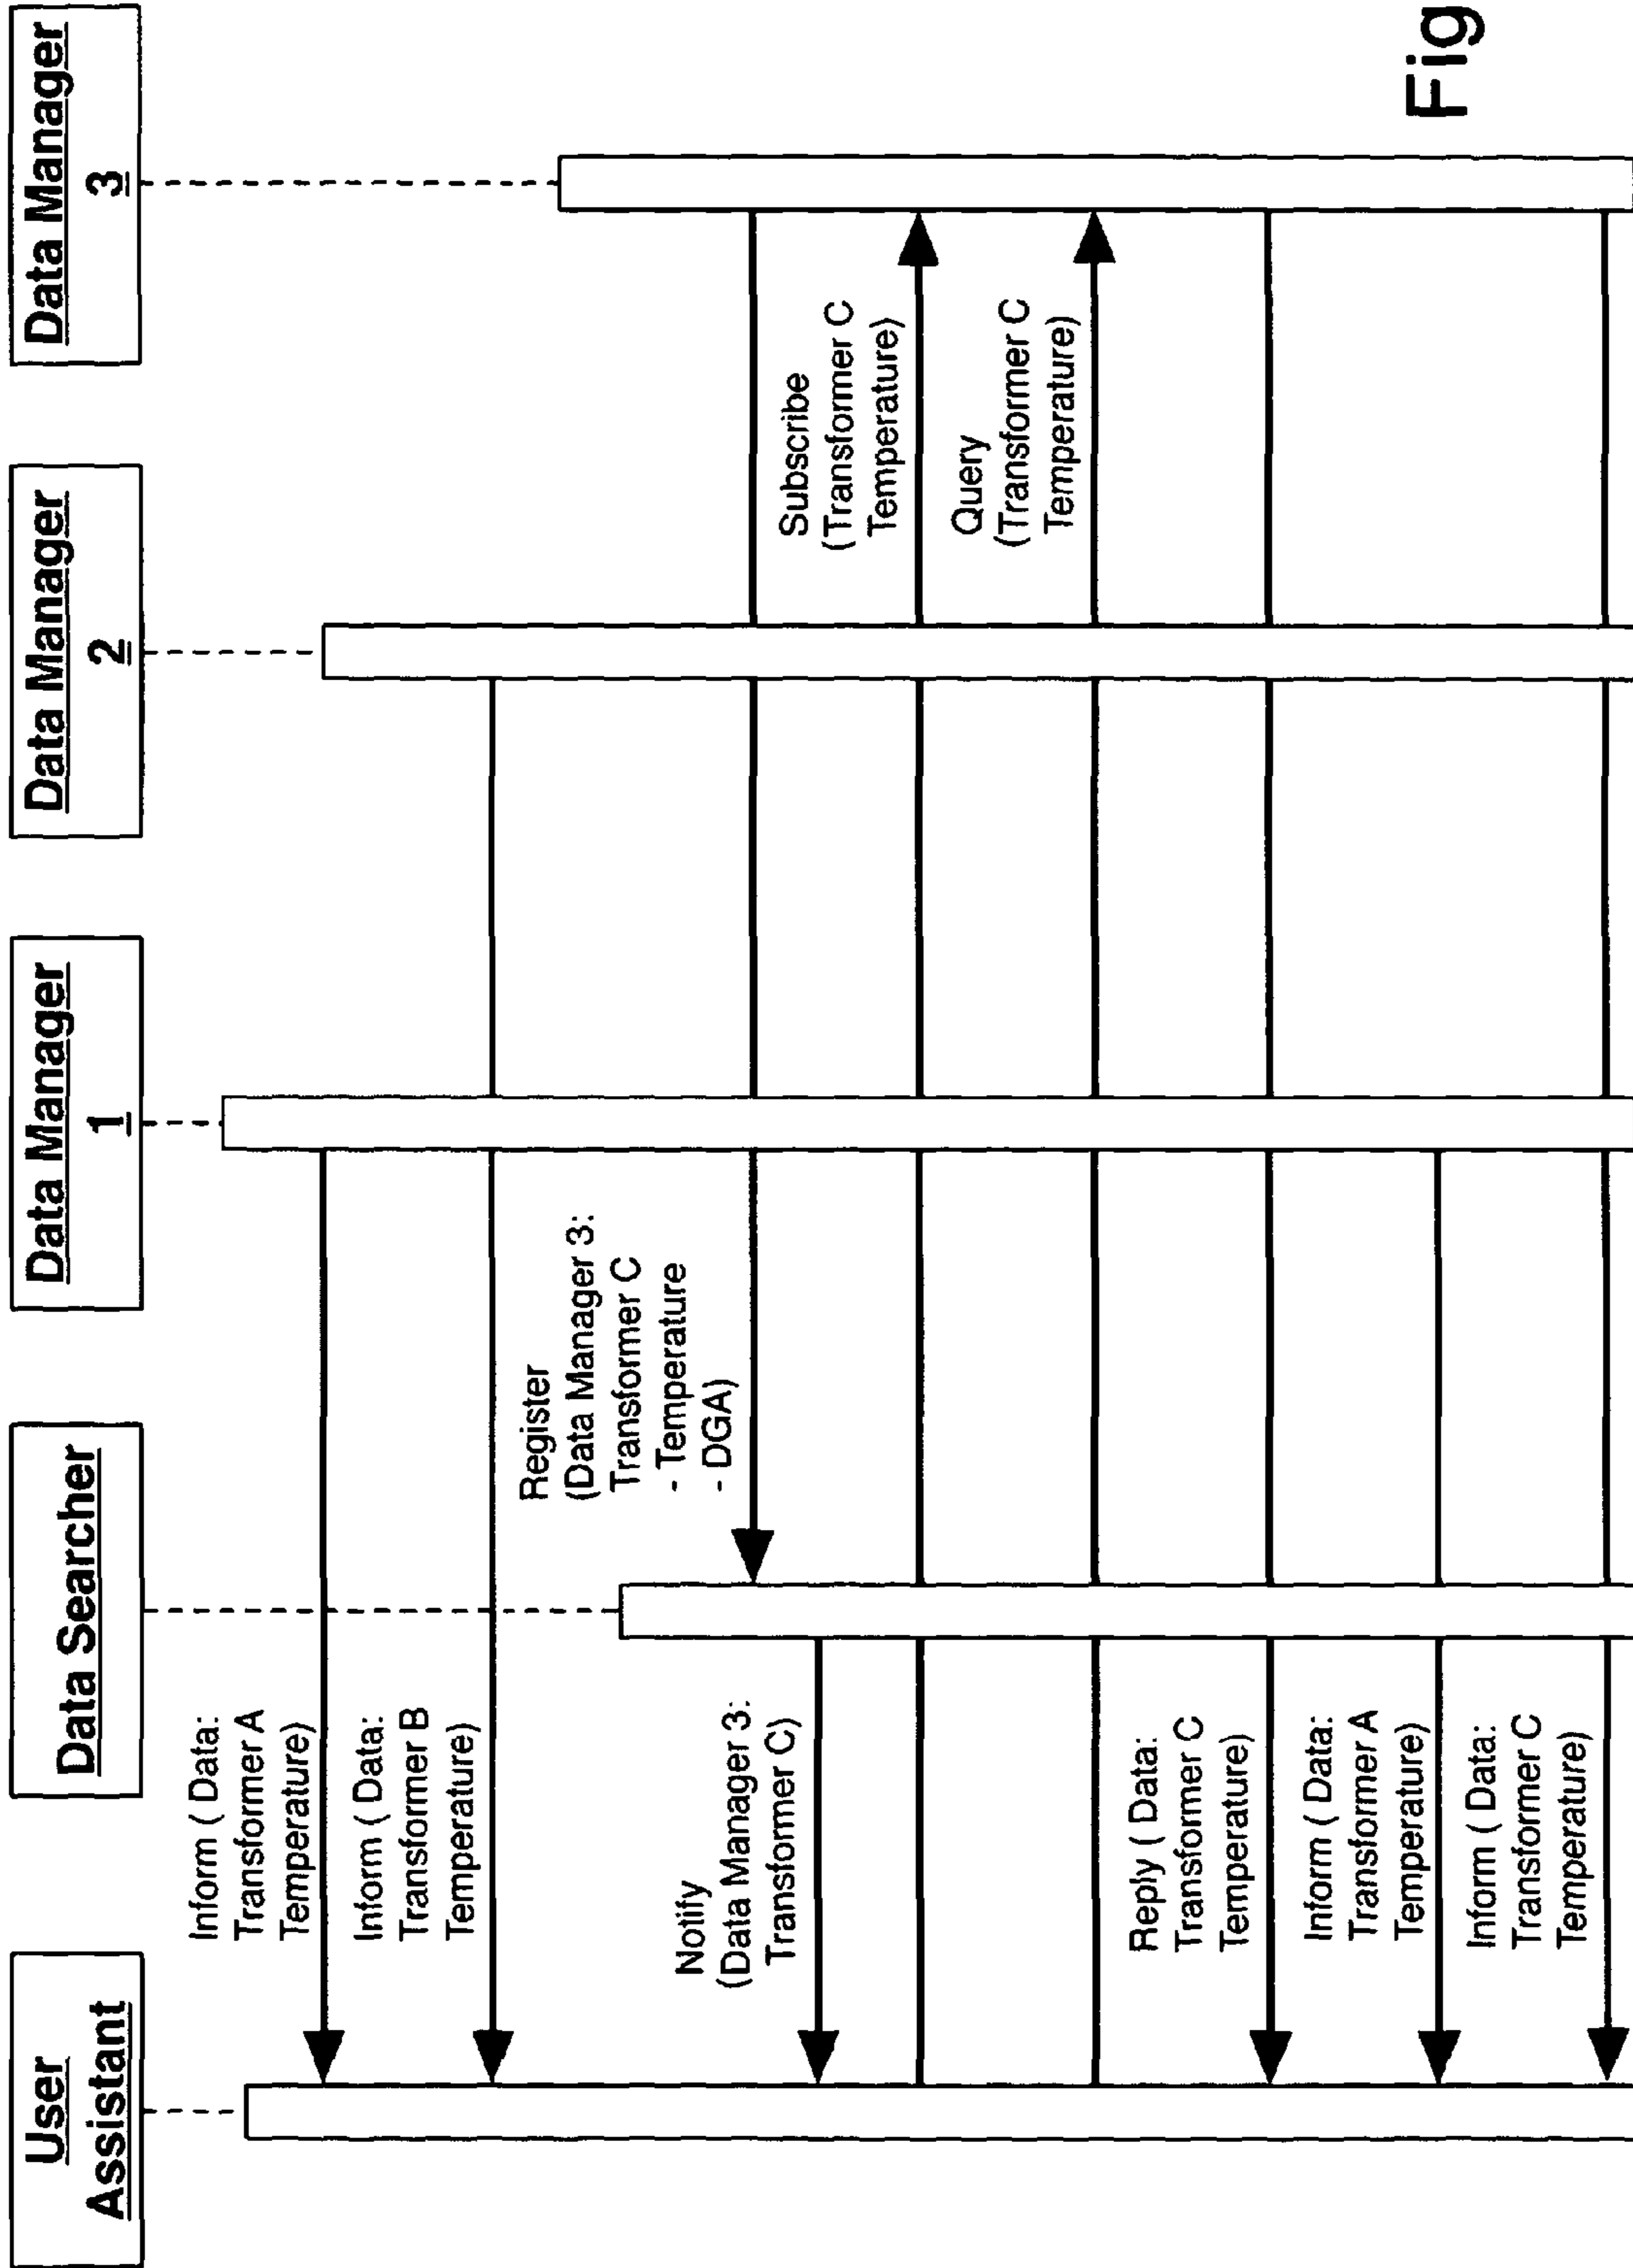 User
Assistant
Data Searcher
Data Manager
1
Data Manager
2
Data Manager
3
Inform ( Data:
Transformer A
Temperature)
Inform ( Data:
Transformer B
Temperature)
Register
(Data Manager 3:
Transformer C
- Temperature
- DGA)
Notify
(Data Manager 3:
Transformer C)
Subscribe
(Transformer C
Temperature)
Query
(Transformer C
Temperature)
Reply ( Data:
Transformer C
Temperature)
Inform ( Data:
Transformer A
Temperature)
Inform ( Data:
Transformer C
Temperature)
Fig